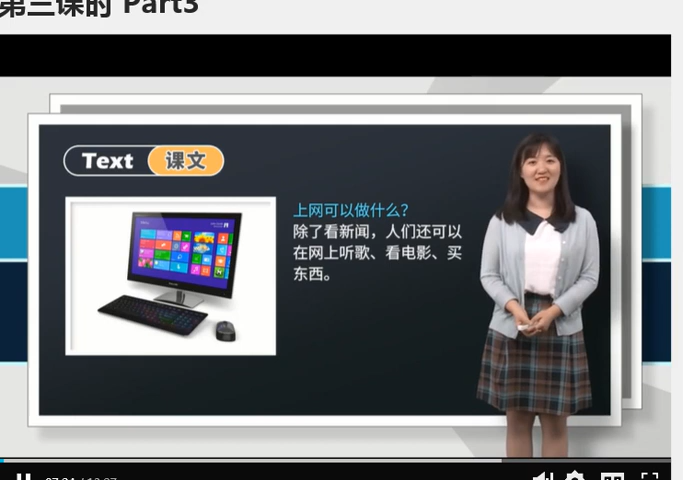 第三课时 Part3
Text 课文
上网可以做什么？
除了看新闻，人们还可以
在网上听歌、看电影、买
东西。